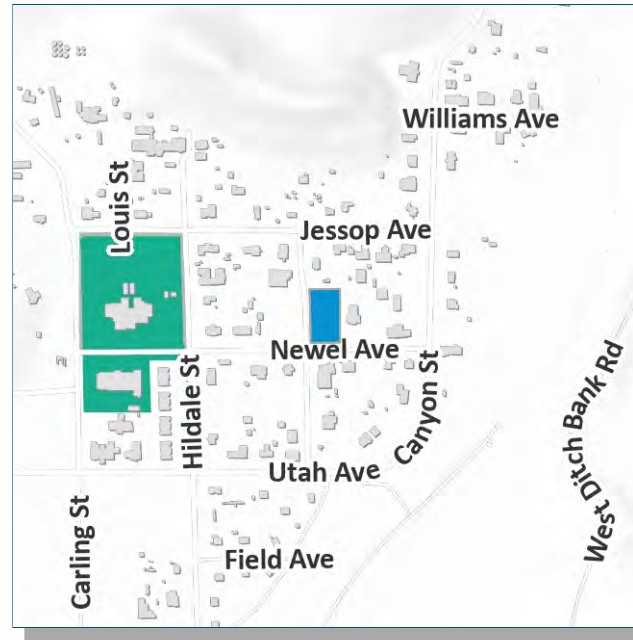 Williams Ave
Louis St
Jessop Ave
Newel Ave
Hildale St
Canyon St
West Ditch Bank Rd
Utah Ave
Carling St
Field Ave